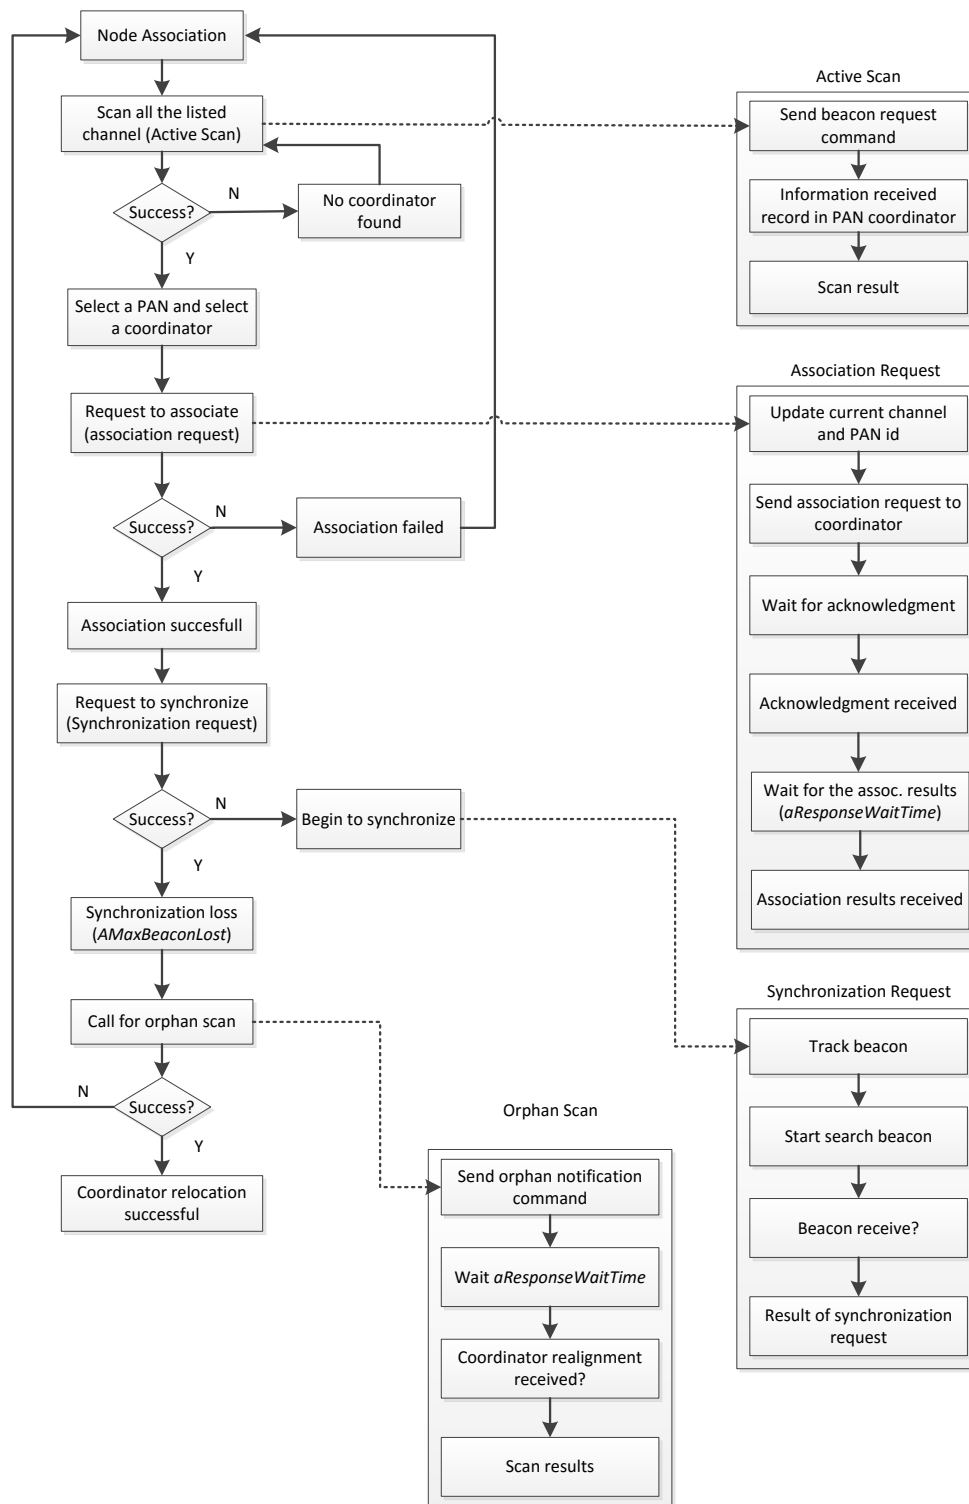 Node Association
Scan all the listed
channel (Active Scan)
Success?
N
No coordinator
found
Y
Select a PAN and select
a coordinator
Request to associate
(association request)
Success?
N
Association failed
Y
Association succesfull
Request to synchronize
(Synchronization request)
Success?
N
Begin to synchronize
Y
Synchronization loss
(AMaxBeaconLost)
Call for orphan scan
N
Success?
Y
Coordinator relocation
successful
Active Scan
Send beacon request
command
Information received
record in PAN coordinator
Scan result
Association Request
Update current channel
and PAN id
Send association request to
coordinator
Wait for acknowledgment
Acknowledgment received
Wait for the assoc. results
(aResponseWaitTime)
Association results received
Synchronization Request
Track beacon
Start search beacon
Beacon receive?
Result of synchronization
request
Orphan Scan
Send orphan notification
command
Wait aResponseWaitTime
Coordinator realignment
received?
Scan results